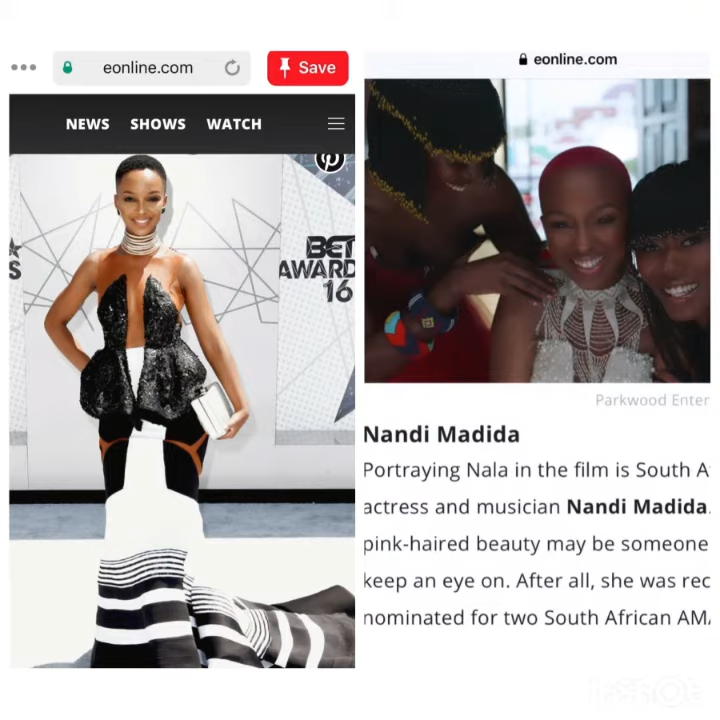 eonline.com
Save
NEWS SHOWS WATCH
BET
AWARD
16
S
eonline.com
Parkwood Enter
Nandi Madida
Portraying Nala in the film is South A
actress and musician Nandi Madida.
pink-haired beauty may be someone
keep an eye on. After all, she was rec
nominated for two South African AM